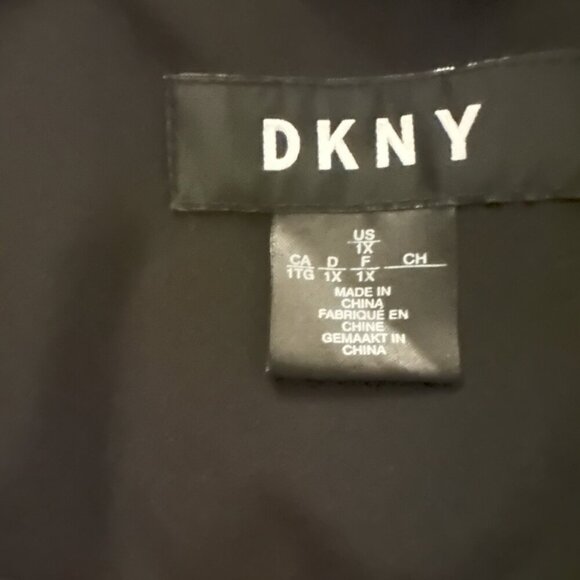 DKNY
US
1X
CA D F CH
1TG 1X 1X
MADE IN
CHINA
FABRIQUÉ EN
CHINE
GEMAAKT IN
CHINA